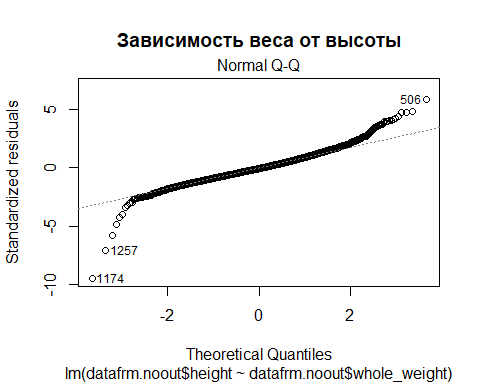 Зависимость веса от высоты
Normal Q-Q
Standardized residuals
5
0
-5
-10
506
1257
1174
-2
0
2
Theoretical Quantiles
lm(datafrm.noout$height ~ datafrm.noout$whole_weight)